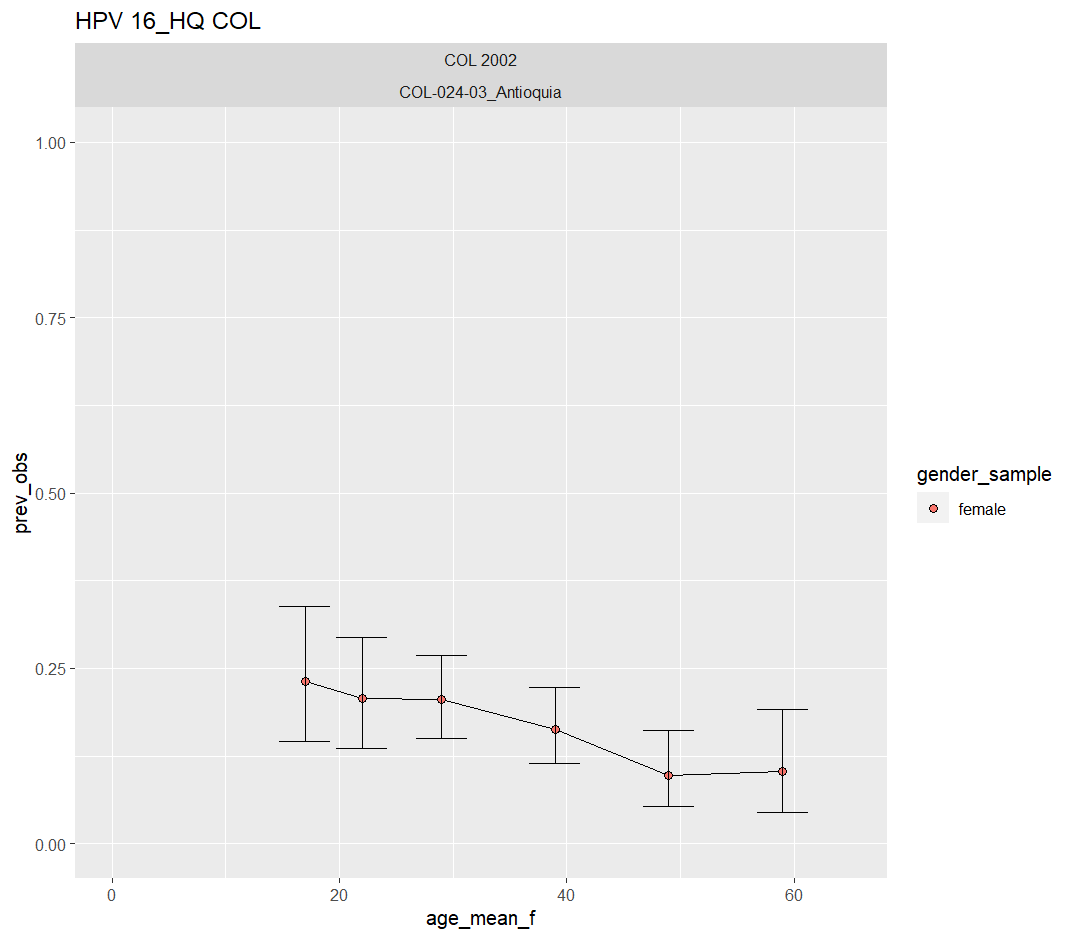 HPV 16_HQ COL
COL 2002
COL-024-03_Antioquia
1.00
0.75
0.50
0.25
0.00
prev_obs
0 20 40 60
age_mean_f
gender_sample
female